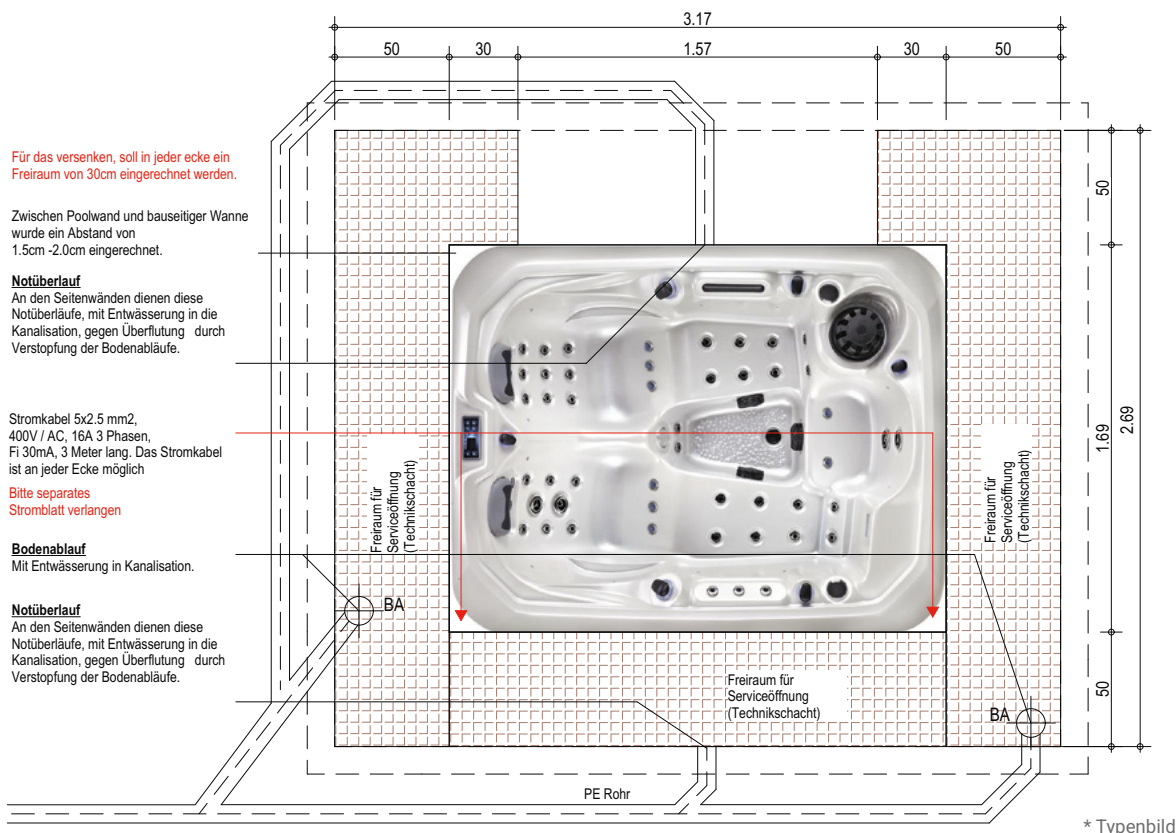 3.17
50
30
1.57
30
50
Für das versenken, soll in jeder ecke ein
Freiraum von 30cm eingerechnet werden.
Zwischen Poolwand und bauseitiger Wanne
wurde ein Abstand von
1.5cm -2.0cm eingerechnet.
Notüberlauf
An den Seitenwänden dienen diese
Notüberläufe, mit Entwässerung in die
Kanalisation, gegen Überflutung durch
Verstopfung der Bodenabläufe.
Stromkabel 5x2.5 mm2,
400V / AC, 16A 3 Phasen,
Fi 30mA, 3 Meter lang. Das Stromkabel
ist an jeder Ecke möglich
Bitte separates
Stromblatt verlangen
Bodenablauf
Mit Entwässerung in Kanalisation.
Notüberlauf
An den Seitenwänden dienen diese
Notüberläufe, mit Entwässerung in die
Kanalisation, gegen Überflutung durch
Verstopfung der Bodenabläufe.
Freiraum für
Serviceöffnung
(Technikschacht)
BA
Freiraum für
Serviceöffnung
(Technikschacht)
Freiraum für
Serviceöffnung
(Technikschacht)
BA
50
1.69
2.69
50
PE Rohr
* Typenbild